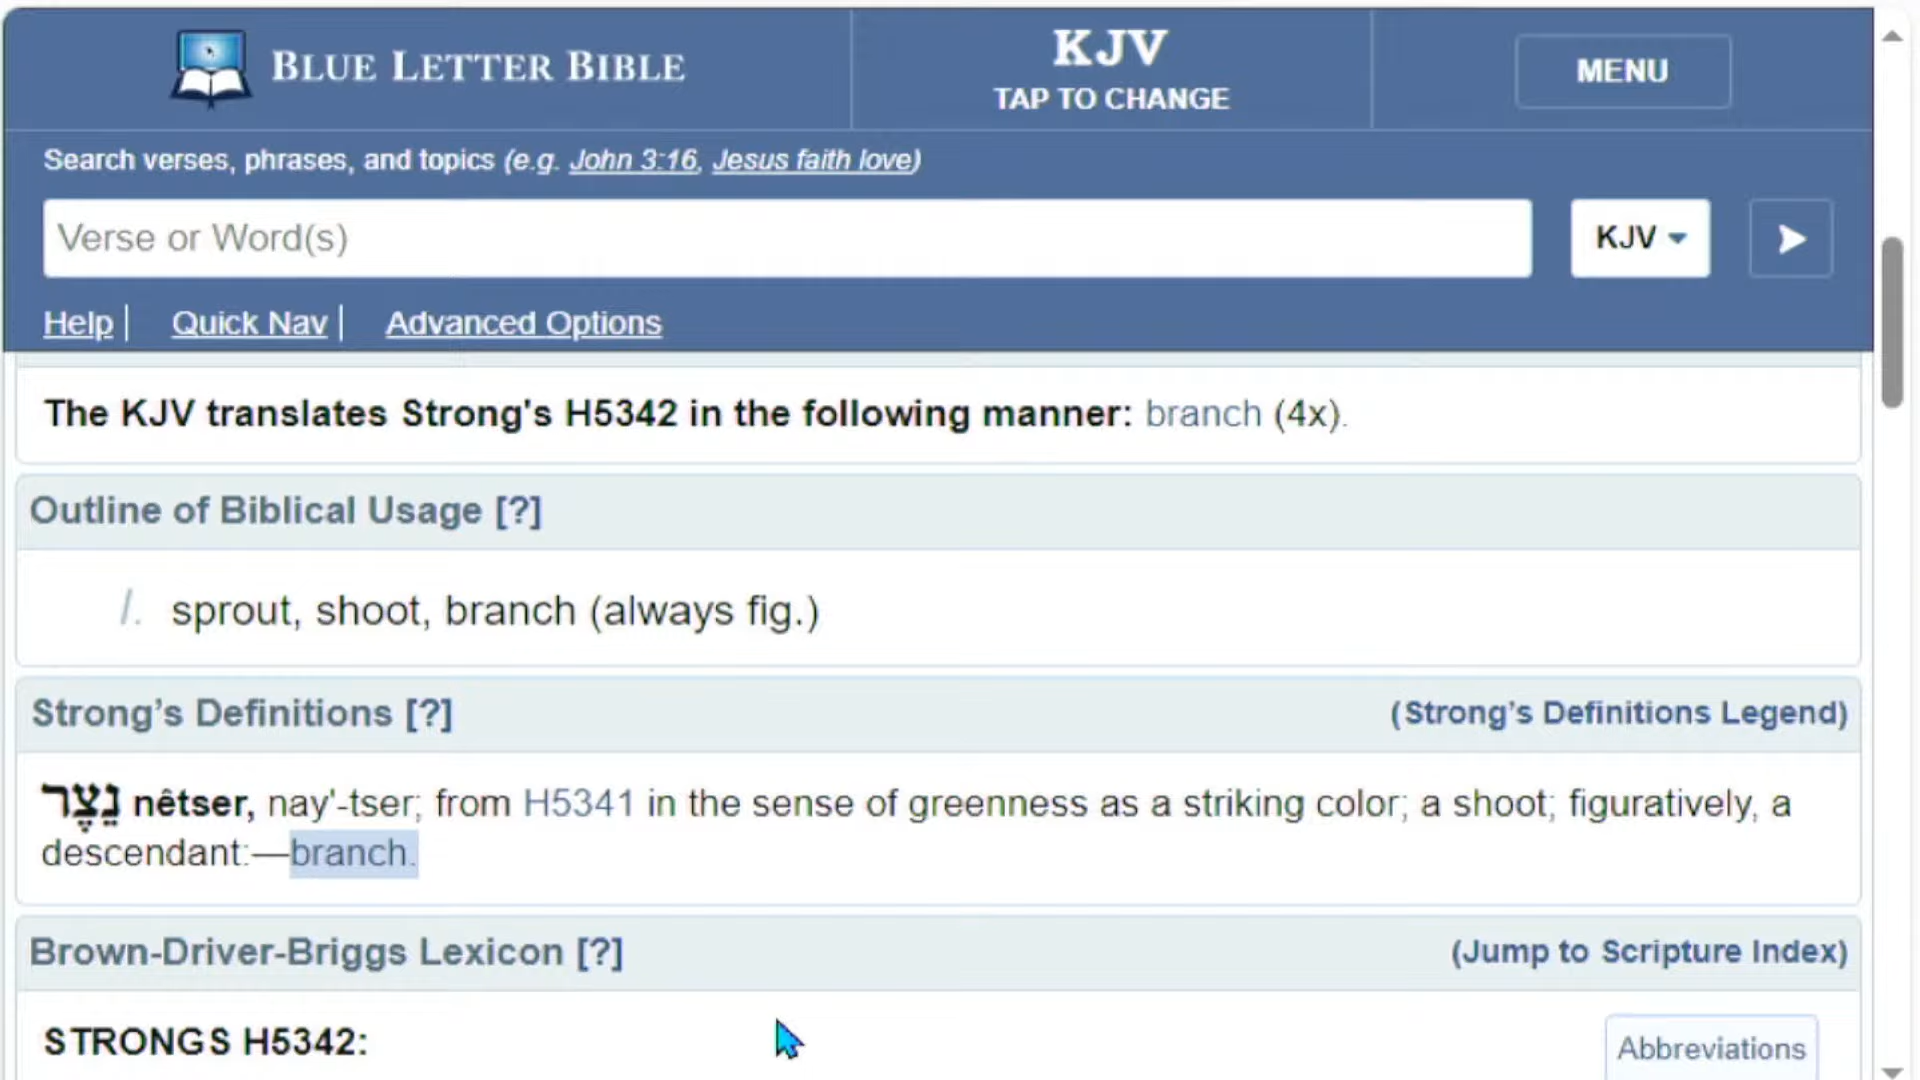 BLUE LETTER BIBLE
KJV
TAP TO CHANGE
MENU
Search verses, phrases, and topics (e.g. John 3:16, Jesus faith love)
Verse or Word(s)
KJV
Help| Quick Nav| Advanced Options
The KJV translates Strong's H5342 in the following manner: branch (4x).
Outline of Biblical Usage [?]
I. sprout, shoot, branch (always fig.)
Strong’s Definitions [?]
(Strong’s Definitions Legend)
נֵצֶר nêtser, nay'-tser; from H5341 in the sense of greenness as a striking color; a shoot; figuratively, a
descendant:—branch.
Brown-Driver-Briggs Lexicon [?]
(Jump to Scripture Index)
STRONGS H5342:
Abbreviations